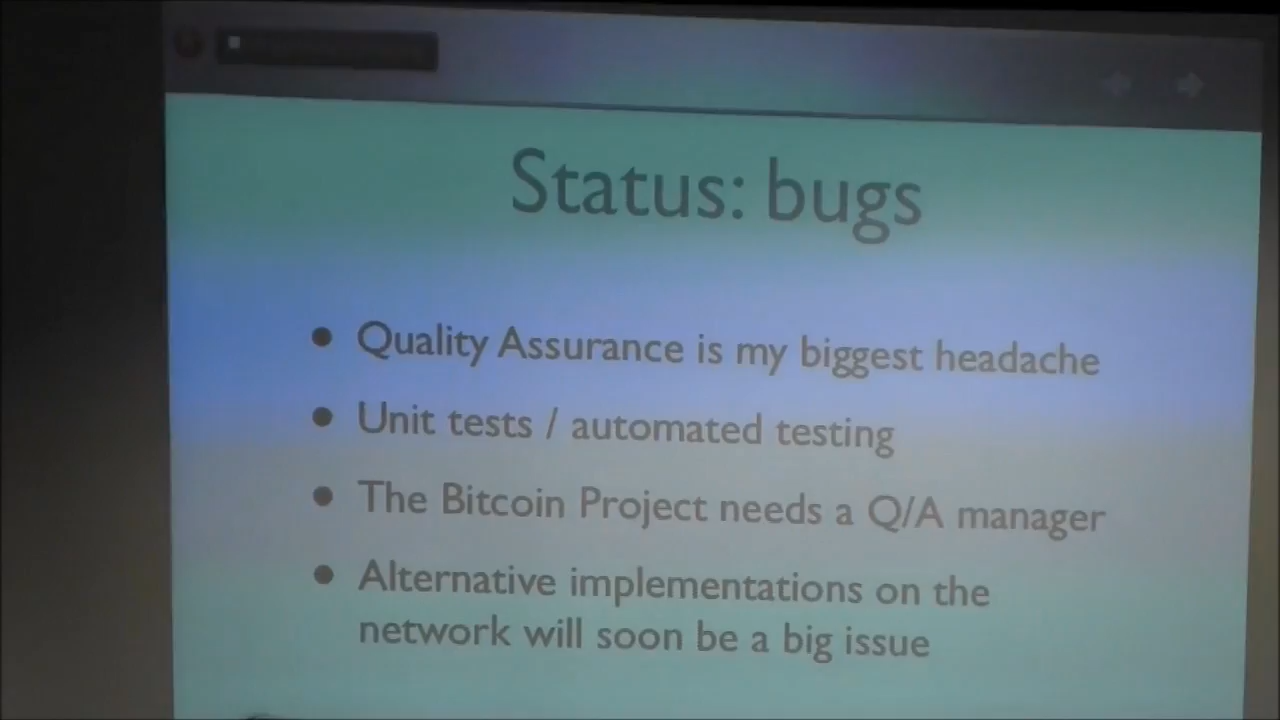 Status: bugs
• Quality Assurance is my biggest headache
• Unit tests / automated testing
• The Bitcoin Project needs a Q/A manager
• Alternative implementations on the
network will soon be a big issue